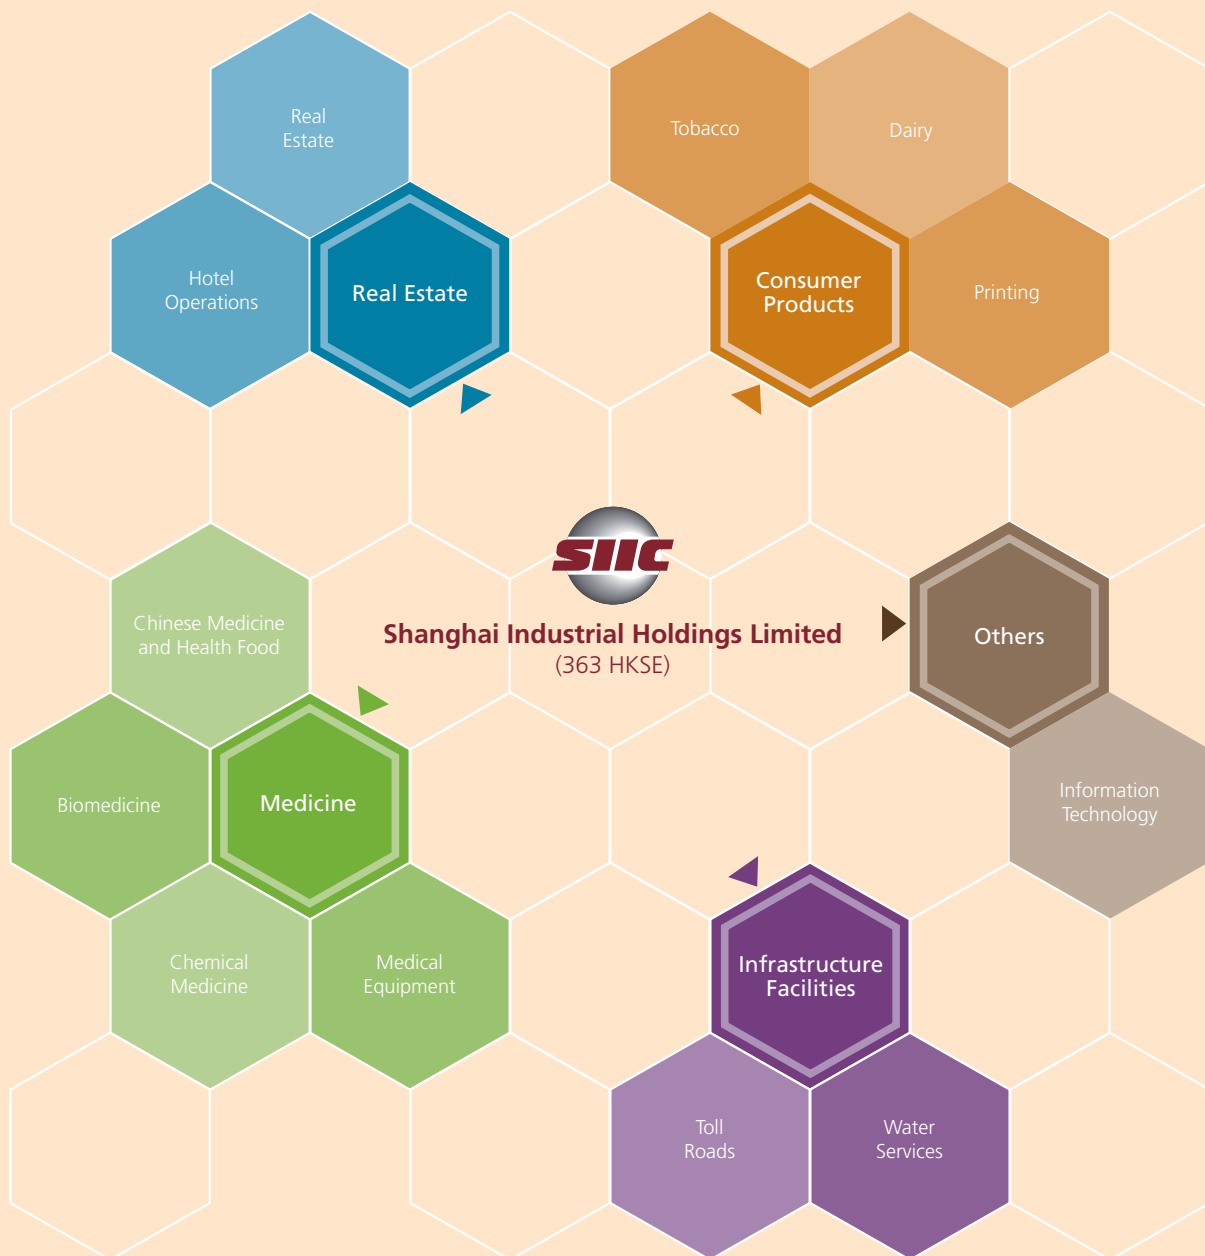 Real
Estate
Hotel
Operations
Real Estate
Tobacco
Dairy
Consumer
Products
Printing
SIIC
Shanghai Industrial Holdings Limited
(363 HKSE)
Others
Information
Technology
Chinese Medicine
and Health Food
Biomedicine
Medicine
Chemical
Medicine
Medical
Equipment
Infrastructure
Facilities
Toll
Roads
Water
Services